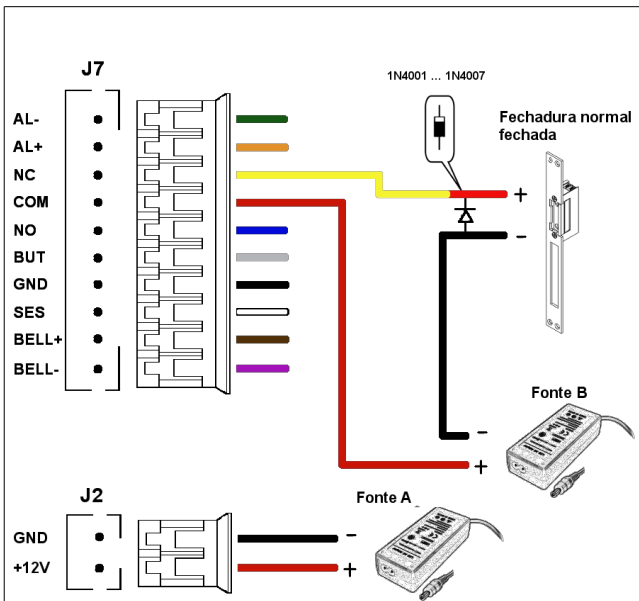 J7
AL-
AL+
NC
COM
NO
BUT
GND
SES
BELL+
BELL-
1N4001 ... 1N4007
Fechadura normal
fechada
+
-
Fonte B
-
+
J2
GND
+12V
Fonte A
-
+